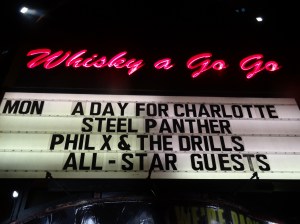 Whisky a Go Go
MON A DAY FOR CHARLOTTE
STEEL PANTHER
PHIL X & THE DRILLS
ALL-STAR GUESTS